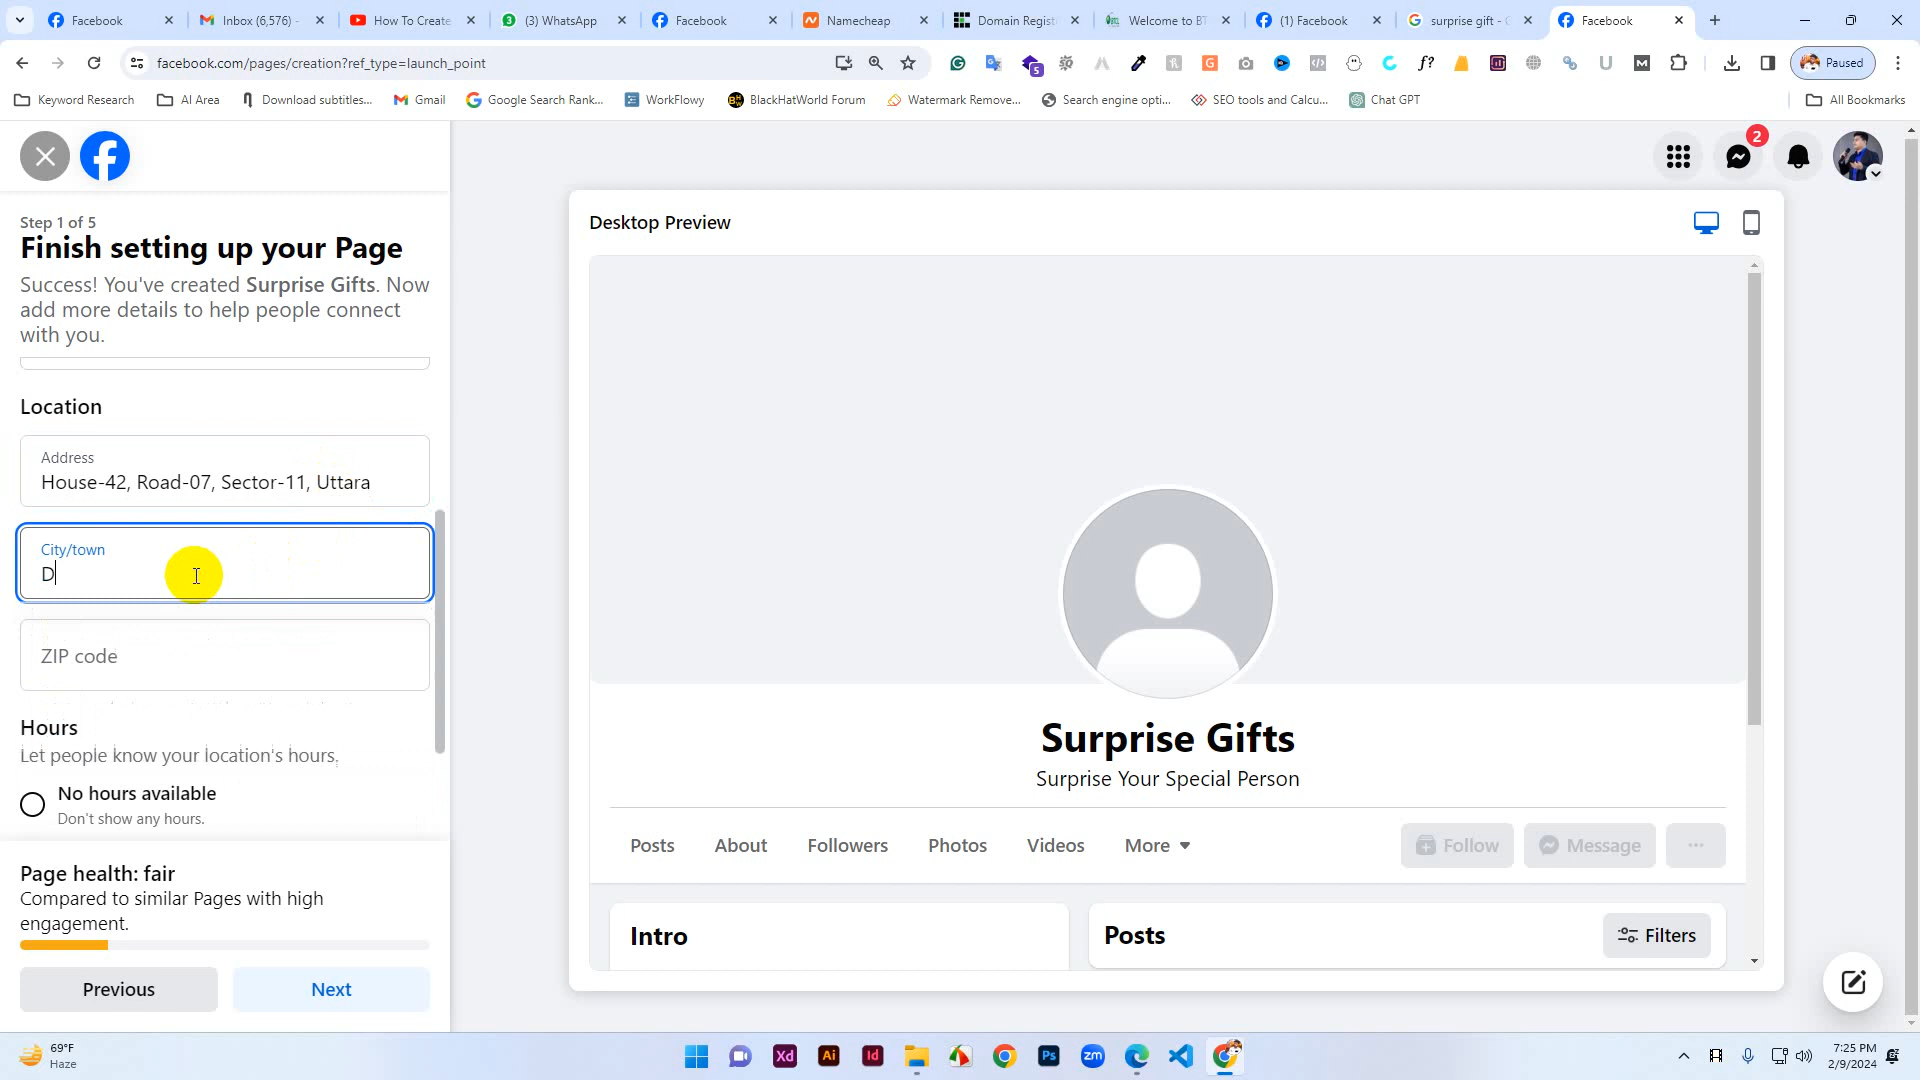 Facebook
Inbox (6,576) -
How To Create
(3) WhatsApp
Facebook
Namecheap
Domain Regist
Welcome to BT
(1) Facebook
surprise gift - G
Facebook
facebook.com/pages/creation?ref_type=launch_point
5
Paused
Keyword Research
AI Area
Download subtitles...
Gmail
Google Search Rank...
WorkFlowy
BlackHatWorld Forum
Watermark Remove...
Search engine opti...
SEO tools and Calcu...
Chat GPT
All Bookmarks
2
Step 1 of 5
Finish setting up your Page
Success! You've created Surprise Gifts. Now
add more details to help people connect
with you.
Location
Address
House-42, Road-07, Sector-11, Uttara
City/town
D
ZIP code
Hours
Let people know your location's hours.
No hours available
Don't show any hours.
Page health: fair
Compared to similar Pages with high
engagement.
Previous
Next
Desktop Preview
Surprise Gifts
Surprise Your Special Person
Posts
About
Followers
Photos
Videos
More
Follow
Message
Intro
Posts
Filters
69°F
Haze
Xd
Ai
Id
Ps
zm
7:25 PM
2/9/2024